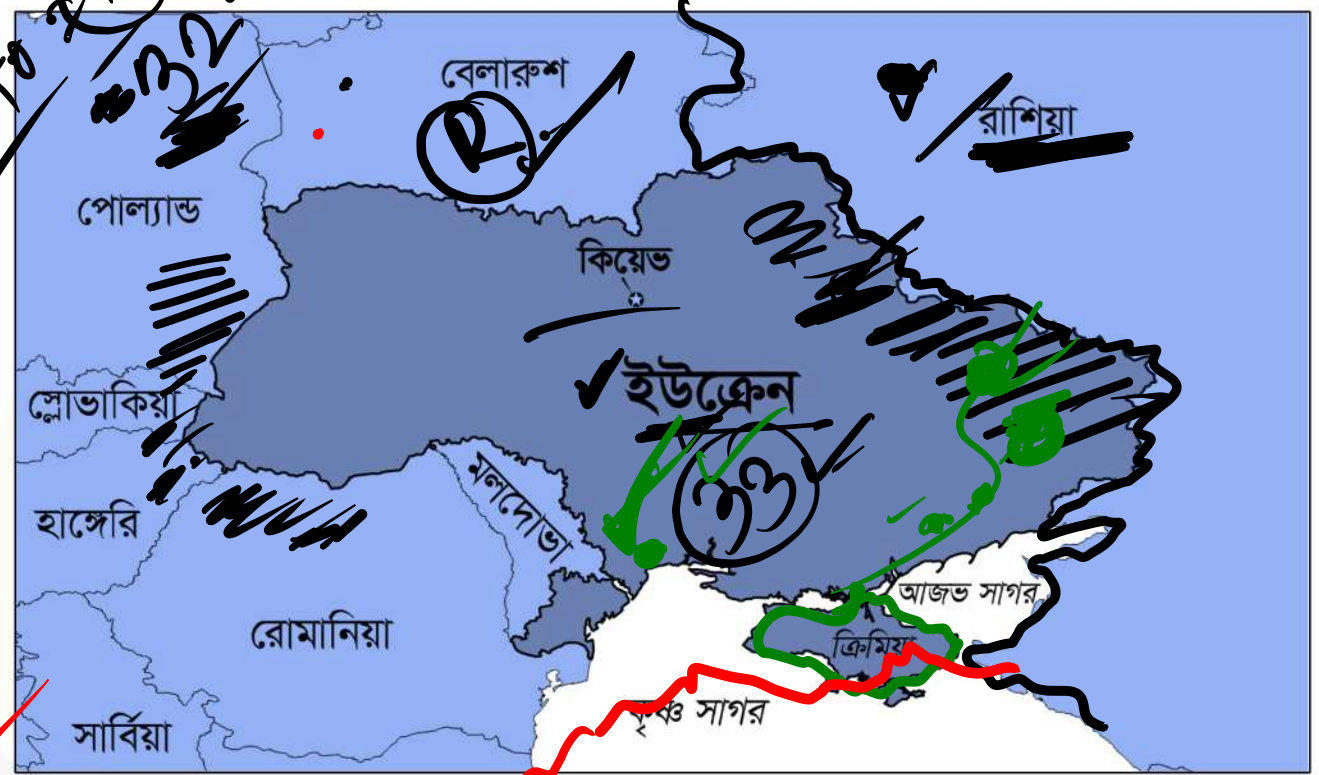 বেলারুশ
রাশিয়া
পোল্যান্ড
কিয়েভ
ইউক্রেন
স্লোভাকিয়া
মলদোভা
হাঙ্গেরি
আজভ সাগর
রোমানিয়া
ক্রিমিয়া
কৃষ্ণ সাগর
সার্বিয়া